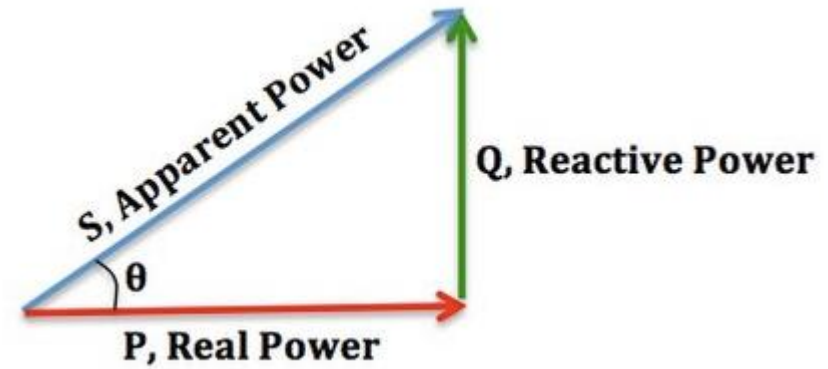 S, Apparent Power
Q, Reactive Power
θ
P, Real Power